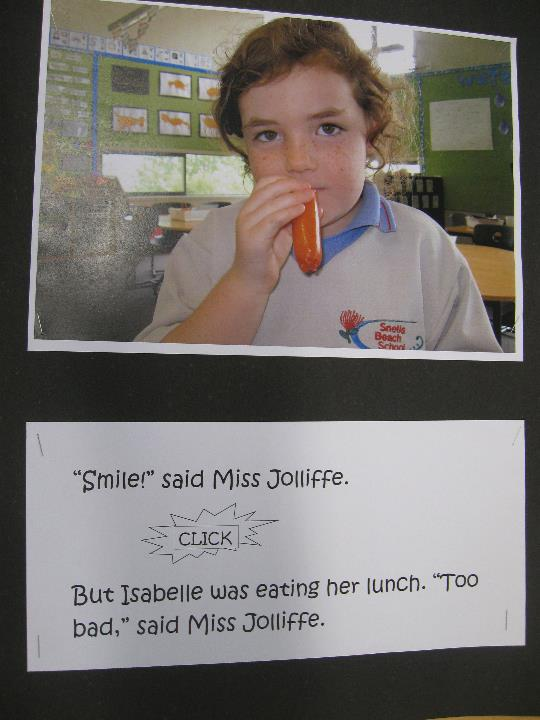 Snells
Beach
School
"Smile!" said Miss Jolliffe.
CLICK
But Isabelle was eating her lunch. "Too
bad," said Miss Jolliffe.